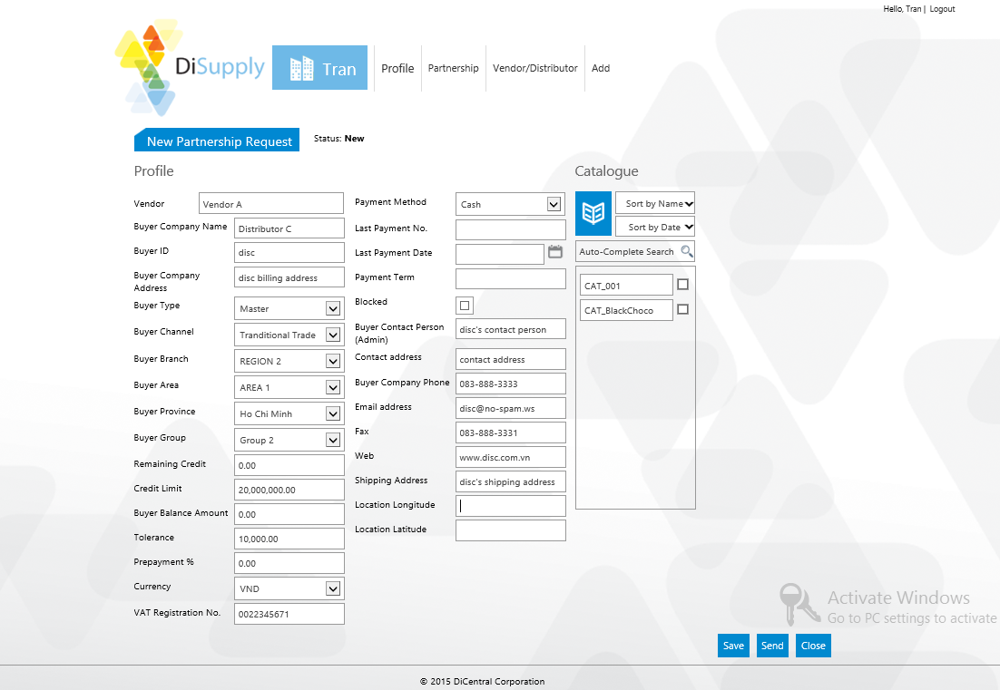 Hello, Tran | Logout
DiSupply
Tran
Profile
Partnership
Vendor/Distributor
Add
New Partnership Request
Status: New
Profile
Vendor
Vendor A
Buyer Company Name
Distributor C
Buyer ID
disc
Buyer Company
Address
disc billing address
Buyer Type
Master
Buyer Channel
Tranditional Trade
Buyer Branch
REGION 2
Buyer Area
AREA 1
Buyer Province
Ho Chi Minh
Buyer Group
Group 2
Remaining Credit
0.00
Credit Limit
20,000,000.00
Buyer Balance Amount
0.00
Tolerance
10,000.00
Prepayment %
0.00
Currency
VND
VAT Registration No.
0022345671
Payment Method
Cash
Last Payment No.
Last Payment Date
Payment Term
Blocked
Buyer Contact Person
(Admin)
disc's contact person
Contact address
contact address
Buyer Company Phone
083-888-3333
Email address
disc@no-spam.ws
Fax
083-888-3331
Web
www.disc.com.vn
Shipping Address
disc's shipping address
Location Longitude
Location Latitude
Catalogue
Sort by Name
Sort by Date
Auto-Complete Search
CAT_001
CAT_BlackChoco
Activate Windows
Go to PC settings to activate
Save
Send
Close
© 2015 DiCentral Corporation